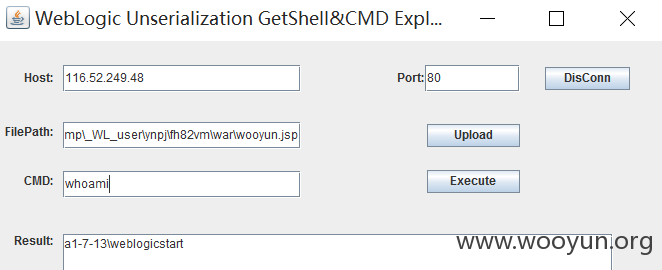 WebLogic Unserialization GetShell&CMD Expl...
Host: 116.52.249.48 Port: 80 DisConn
FilePath: mp\_WL_user\ynpj\fh82vm\war\wooyun.jsp Upload
CMD: whoami Execute
Result: a1-7-13\weblogicstart
www.wooyun.org